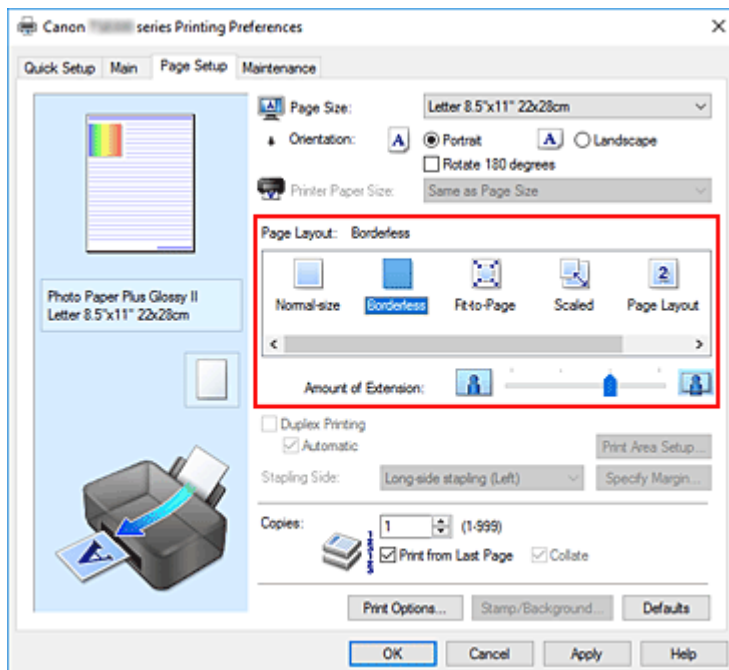 Canon series Printing Preferences
Quick Setup Main Page Setup Maintenance
Page Size: Letter 8.5"x11" 22x28cm
Orientation: A Portrait A Landscape
Rotate 180 degrees
Printer Paper Size: Same as Page Size
Page Layout: Borderless
2
Normal-size Borderless Fit-to-Page Scaled Page Layout
Photo Paper Plus Glossy II
Letter 8.5"x11" 22x28cm
Amount of Extension:
Duplex Printing
Automatic Print Area Setup...
Stapling Side: Long-side stapling (Left) Specify Margin...
Copies: 1 (1-999)
Print from Last Page Collate
A
Print Options... Stamp/Background... Defaults
OK Cancel Apply Help